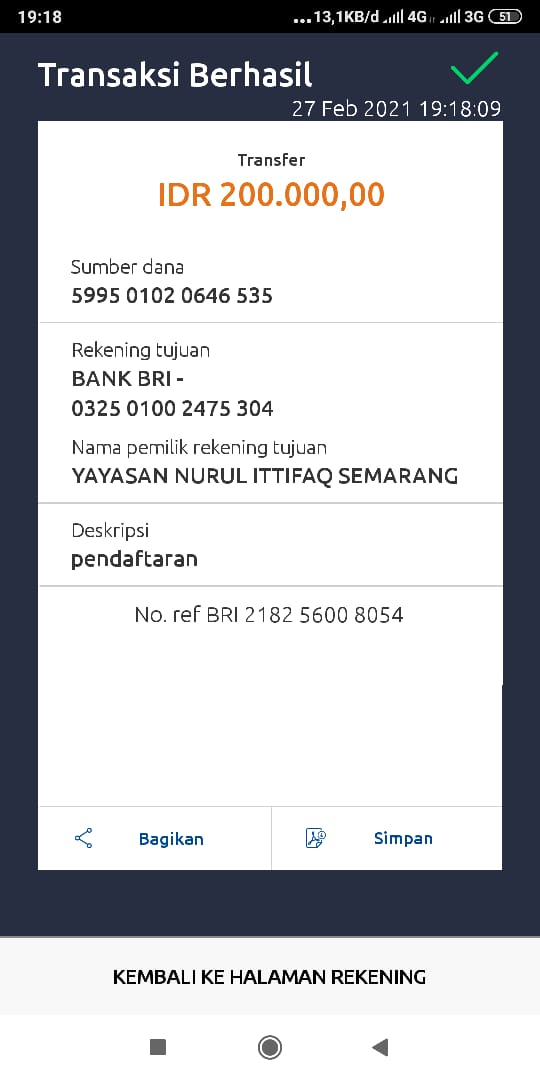 19:18
...13,1KB/d 4G 3G 51
Transaksi Berhasil
27 Feb 2021 19:18:09
Transfer
IDR 200.000,00
Sumber dana
5995 0102 0646 535
Rekening tujuan
BANK BRI -
0325 0100 2475 304
Nama pemilik rekening tujuan
YAYASAN NURUL ITTIFAQ SEMARANG
Deskripsi
pendaftaran
No. ref BRI 2182 5600 8054
Bagikan Simpan
KEMBALI KE HALAMAN REKENING